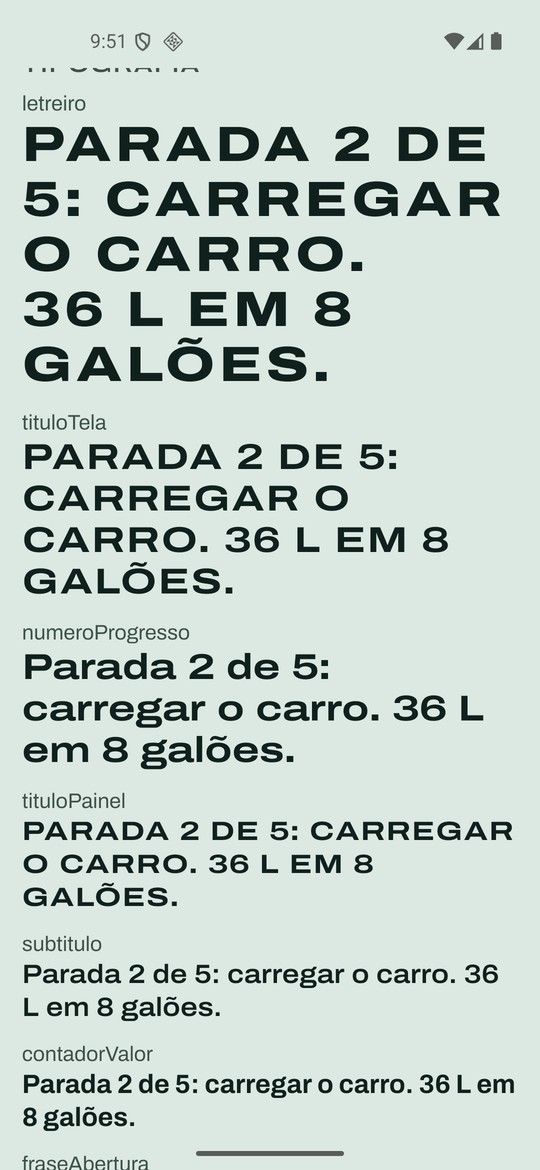 9:51
TIPOGRAFIA
letreiro
PARADA 2 DE
5: CARREGAR
O CARRO.
36 L EM 8
GALÕES.
tituloTela
PARADA 2 DE 5:
CARREGAR O
CARRO. 36 L EM 8
GALÕES.
numeroProgresso
Parada 2 de 5:
carregar o carro. 36 L
em 8 galões.
tituloPainel
PARADA 2 DE 5: CARREGAR
O CARRO. 36 L EM 8
GALÕES.
subtitulo
Parada 2 de 5: carregar o carro. 36
L em 8 galões.
contadorValor
Parada 2 de 5: carregar o carro. 36 L em
8 galões.
fraseAbertura